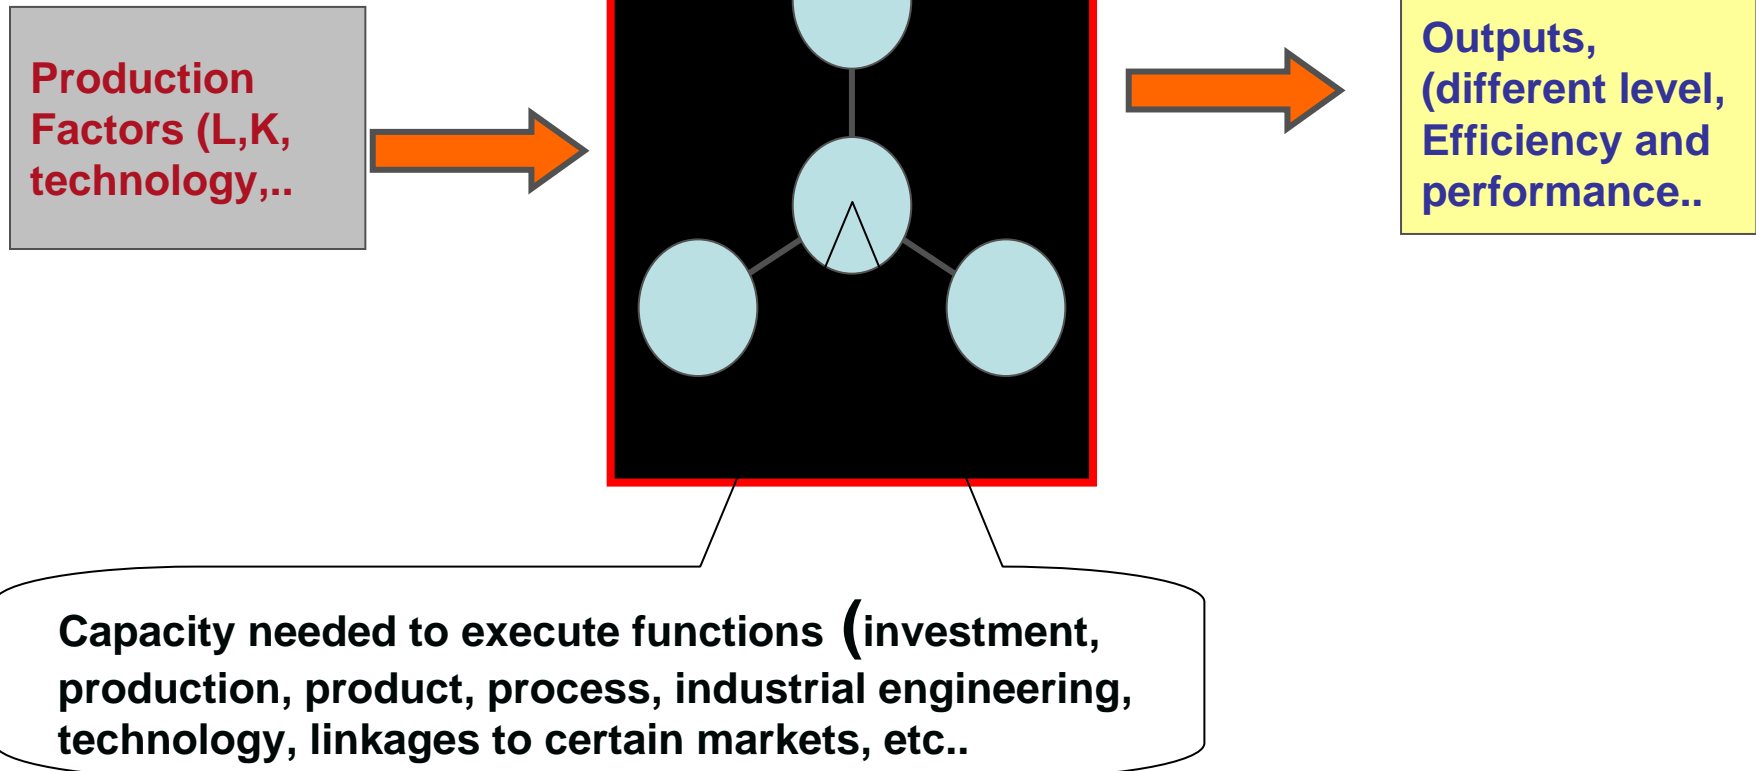 Production
Factors (L,K,
technology,..
Outputs,
(different level,
Efficiency and
performance..
Capacity needed to execute functions (investment,
production, product, process, industrial engineering,
technology, linkages to certain markets, etc..